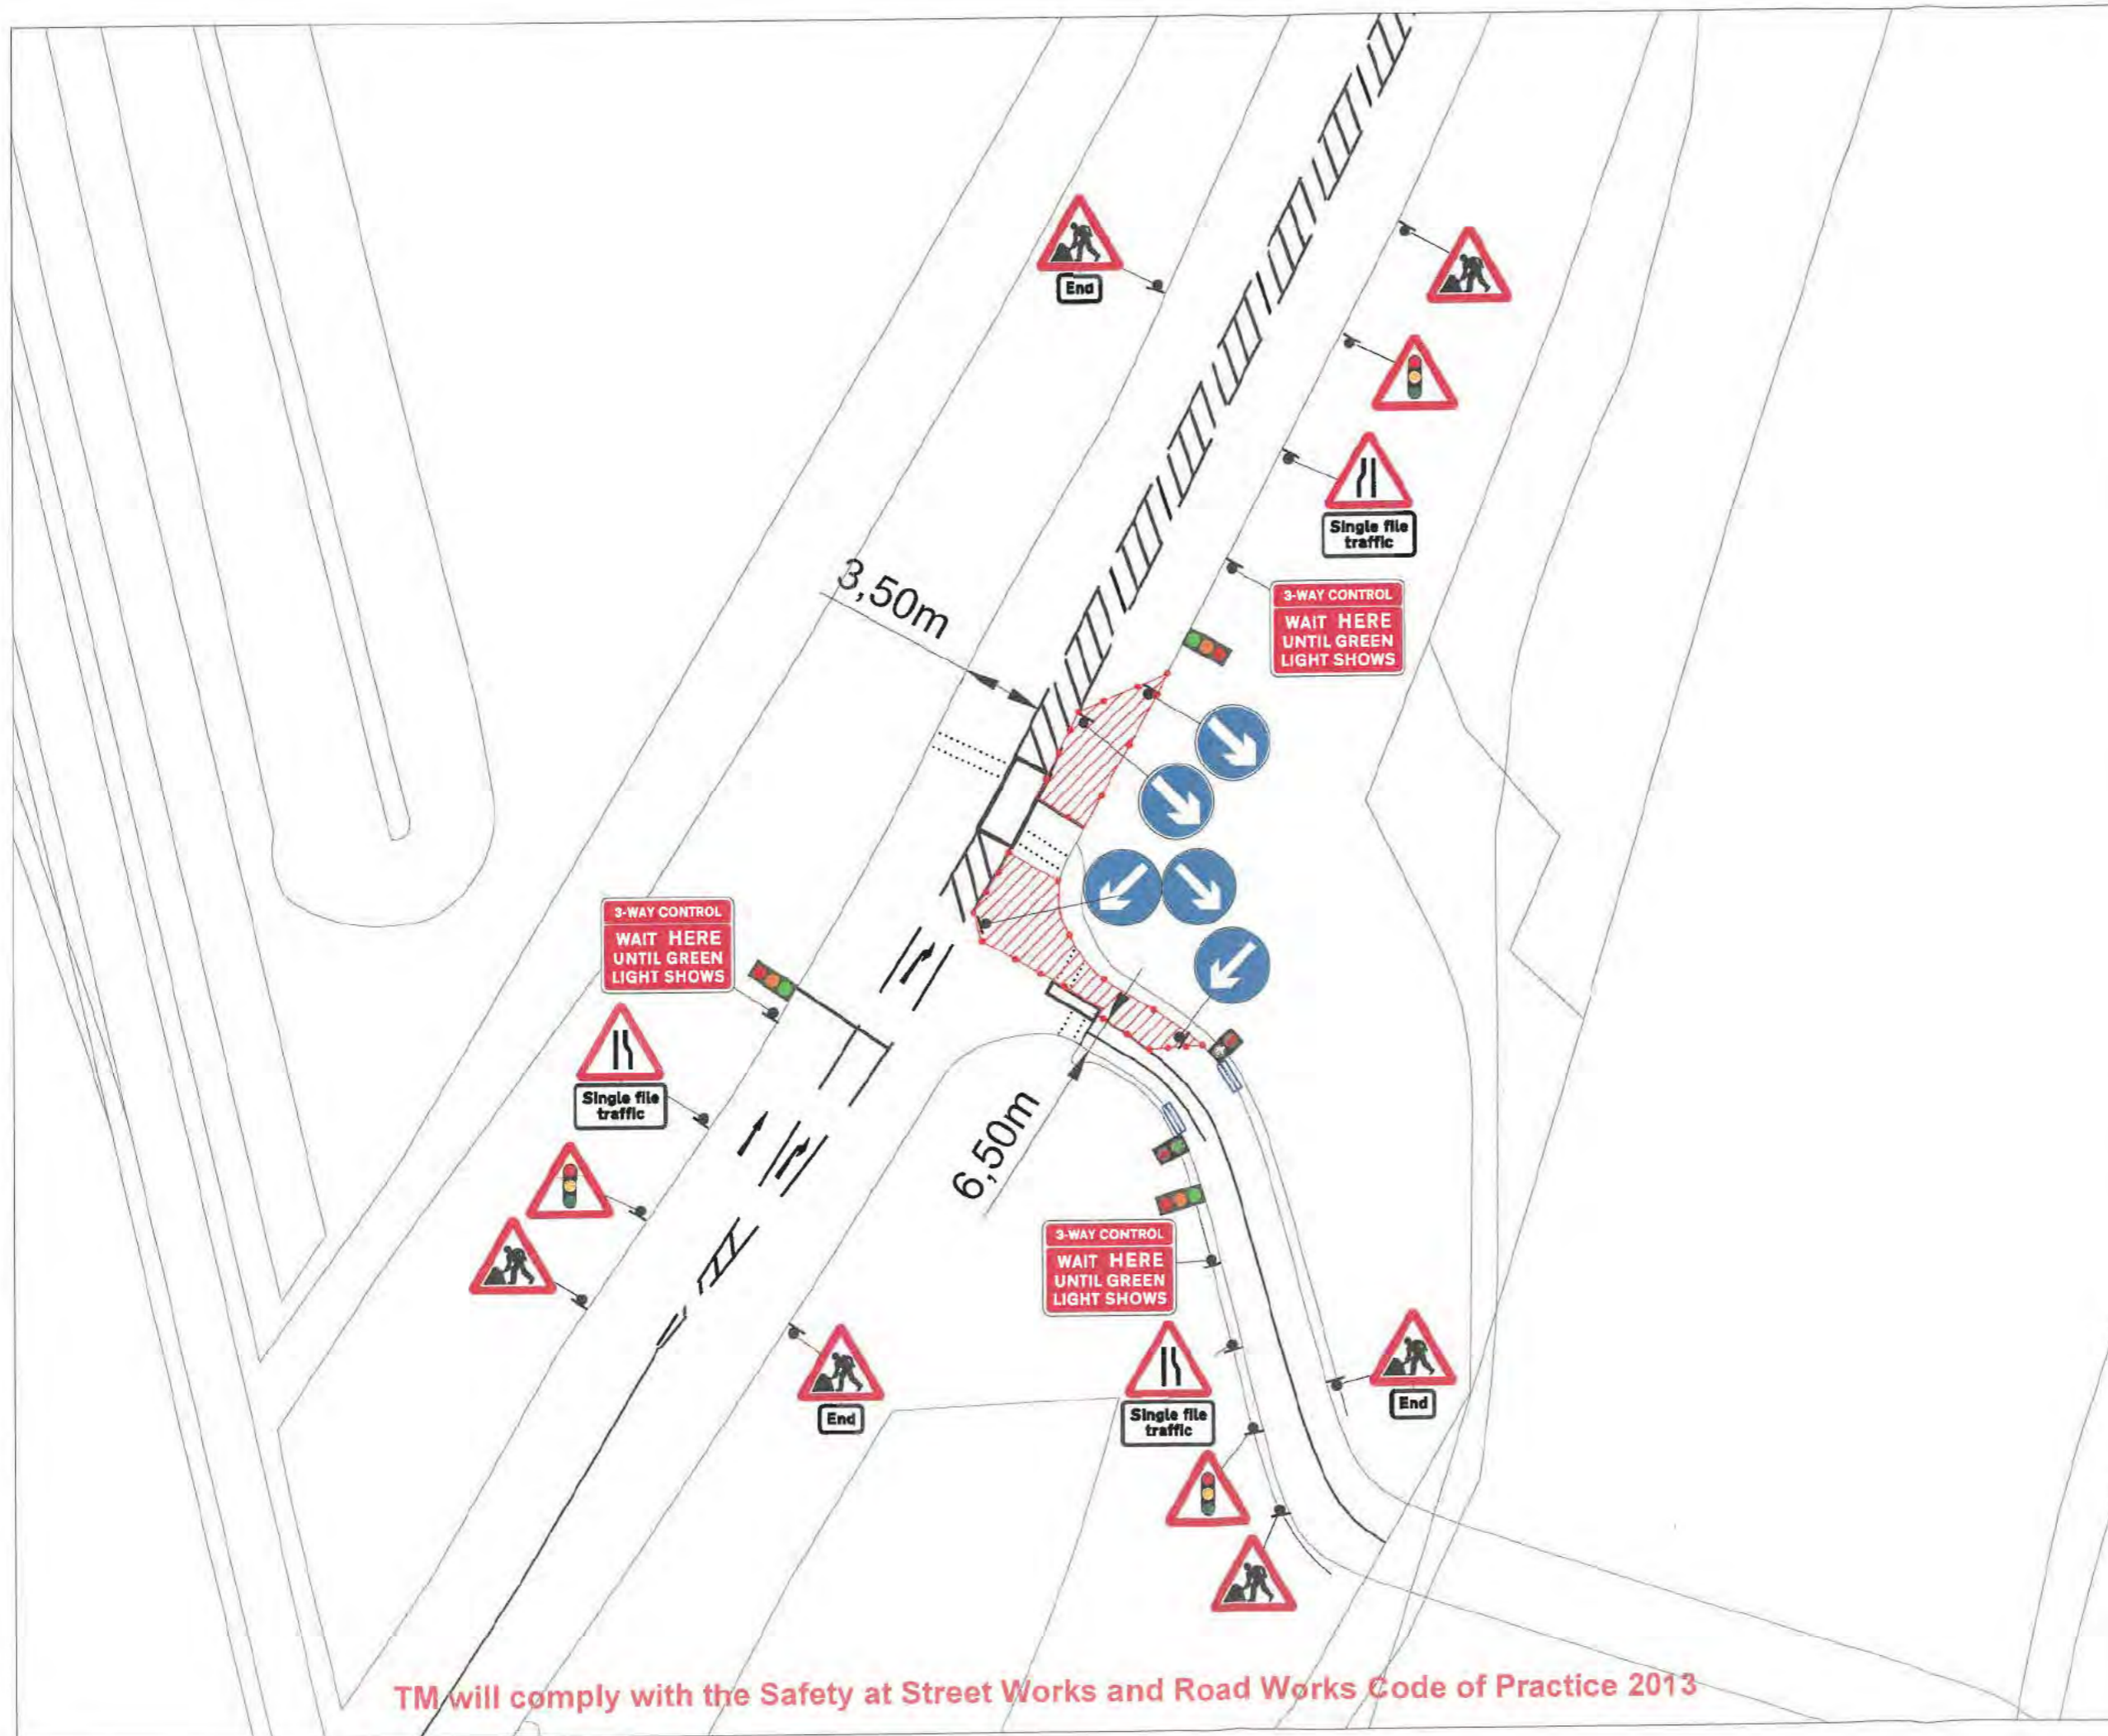 End
Single file
traffic
3,50m
3-WAY CONTROL
WAIT HERE
UNTIL GREEN
LIGHT SHOWS
3-WAY CONTROL
WAIT HERE
UNTIL GREEN
LIGHT SHOWS
Single file
traffic
6,50m
3-WAY CONTROL
WAIT HERE
UNTIL GREEN
LIGHT SHOWS
End
Single file
traffic
End
TM will comply with the Safety at Street Works and Road Works Code of Practice 2013